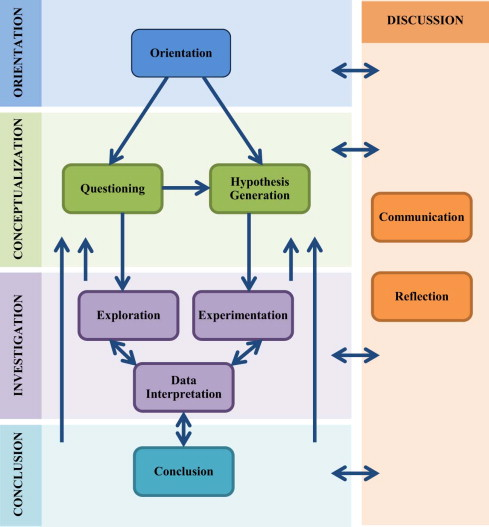 ORIENTATION
Orientation
DISCUSSION
CONCEPTUALIZATION
Questioning
Hypothesis
Generation
Communication
Reflection
INVESTIGATION
Exploration
Experimentation
Data
Interpretation
CONCLUSION
Conclusion